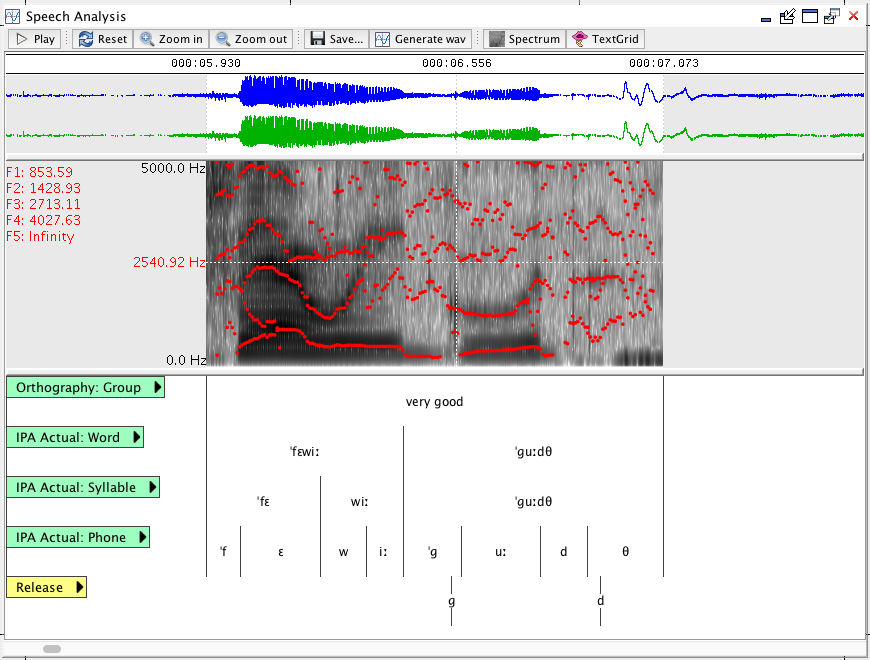 Speech Analysis
Play Reset Zoom in Zoom out Save... Generate wav Spectrum TextGrid
000:05.930 000:06.556 000:07.073
F1: 853.59 5000.0 Hz
F2: 1428.93
F3: 2713.11
F4: 4027.63
F5: Infinity
2540.92 Hz
0.0 Hz
Orthography: Group
very good
IPA Actual: Word
ˈfɛwiː ˈɡuːdθ
IPA Actual: Syllable
ˈfɛ wiː ˈɡuːdθ
IPA Actual: Phone
ˈf ɛ w iː ˈɡ uː d θ
Release
g d